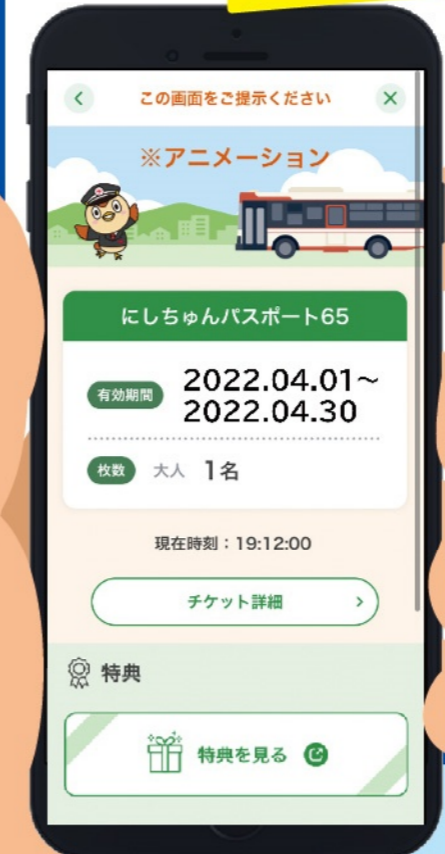 この画面をご提示ください
※アニメーション
にしちゅんパスポート65
有効期間 2022.04.01~
2022.04.30
枚数 大人 1名
現在時刻：19:12:00
チケット詳細
特典
特典を見る